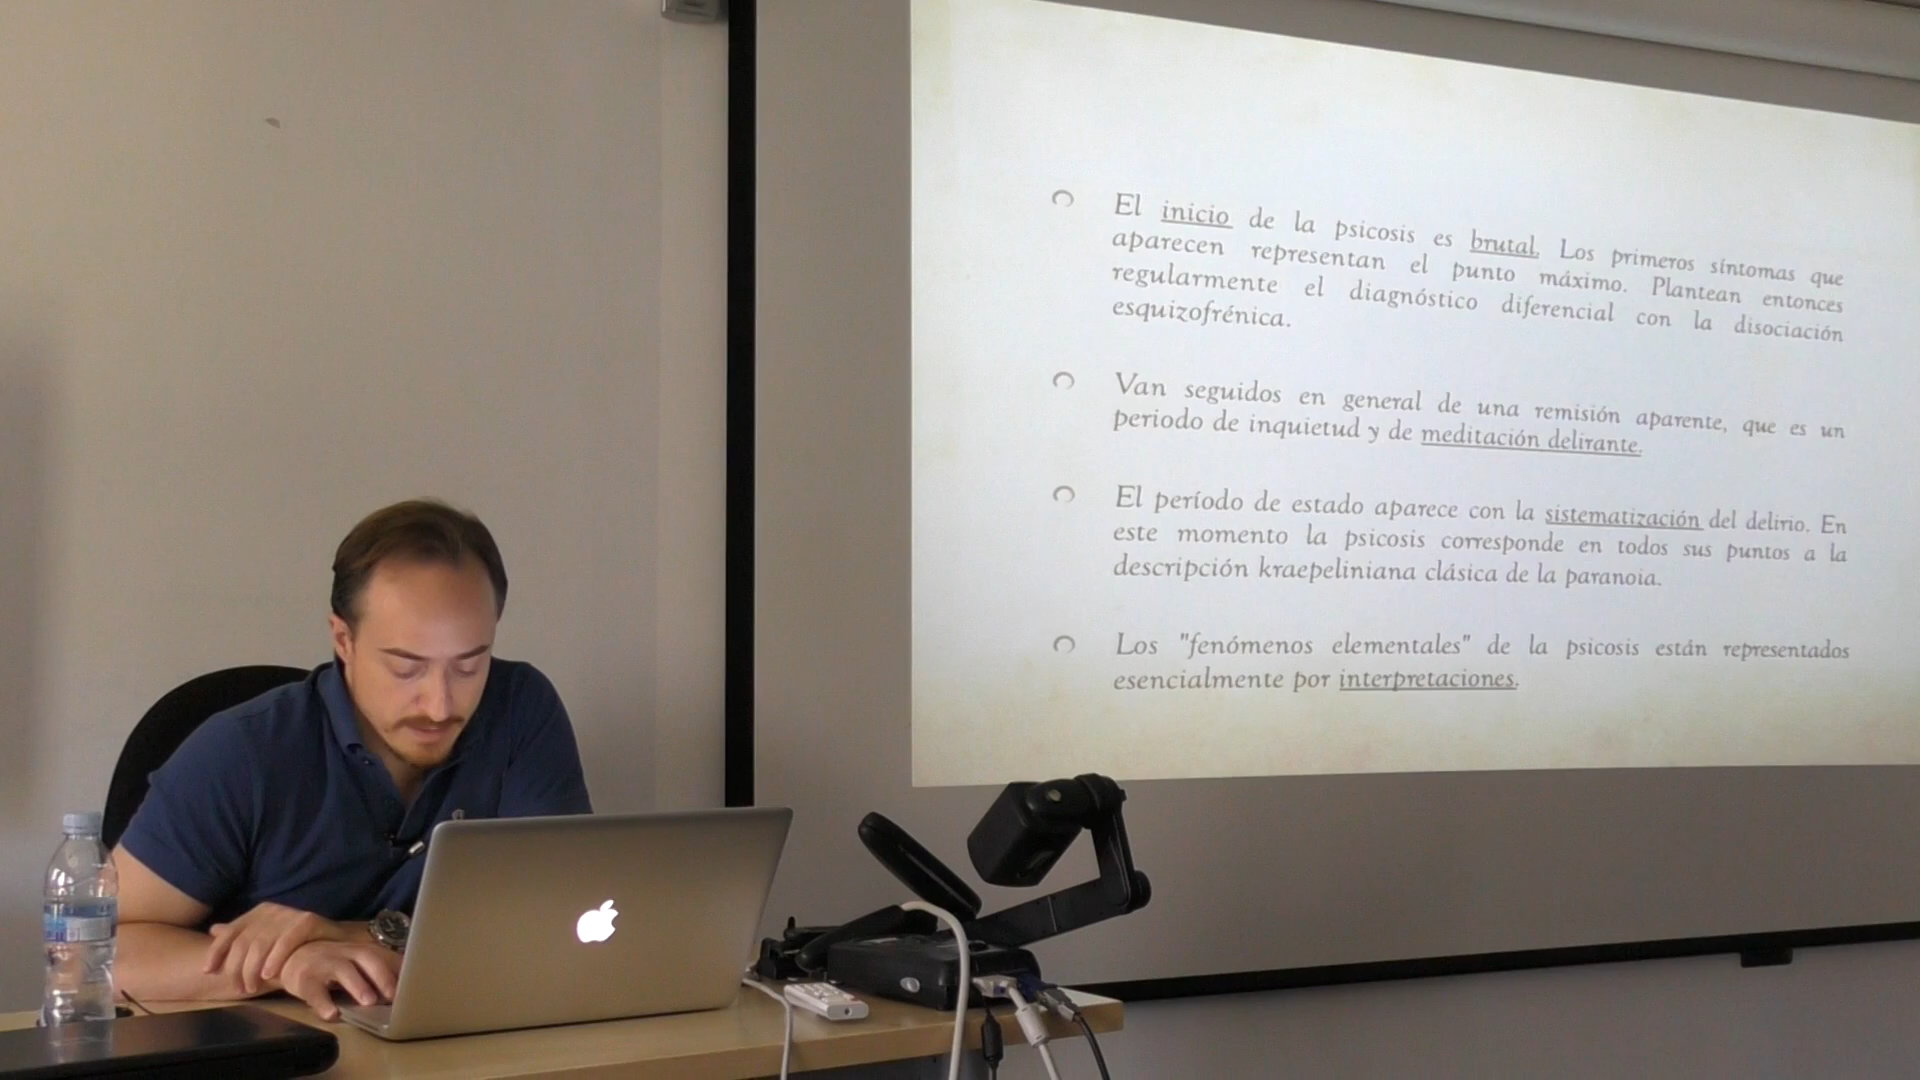 El inicio de la psicosis es brutal. Los primeros síntomas que
aparecen representan el punto máximo. Plantean entonces
regularmente el diagnóstico diferencial con la disociación
esquizofrénica.
Van seguidos en general de una remisión aparente, que es un
periodo de inquietud y de meditación delirante.
El período de estado aparece con la sistematización del delirio. En
este momento la psicosis corresponde en todos sus puntos a la
descripción kraepeliniana clásica de la paranoia.
Los "fenómenos elementales" de la psicosis están representados
esencialmente por interpretaciones.